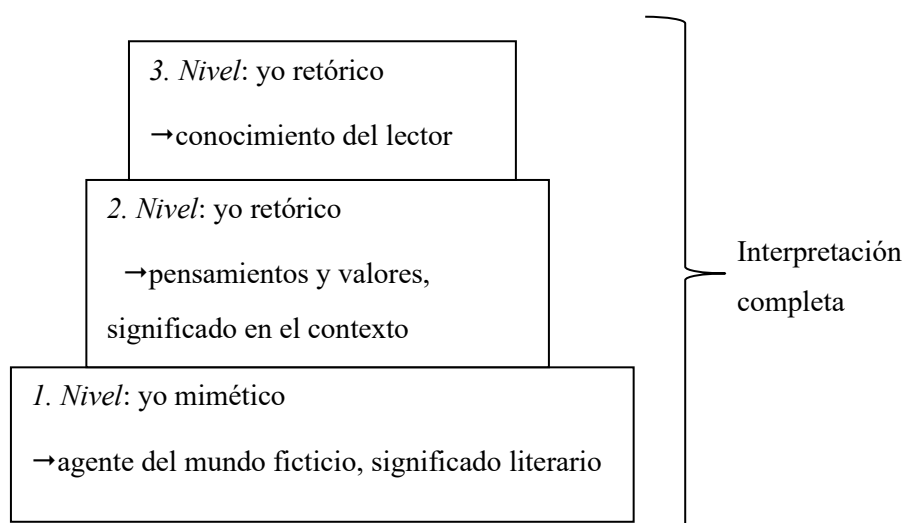 3. Nivel: yo retórico
→conocimiento del lector
2. Nivel: yo retórico
→pensamientos y valores,
significado en el contexto
1. Nivel: yo mimético
→agente del mundo ficticio, significado literario
Interpretación
completa